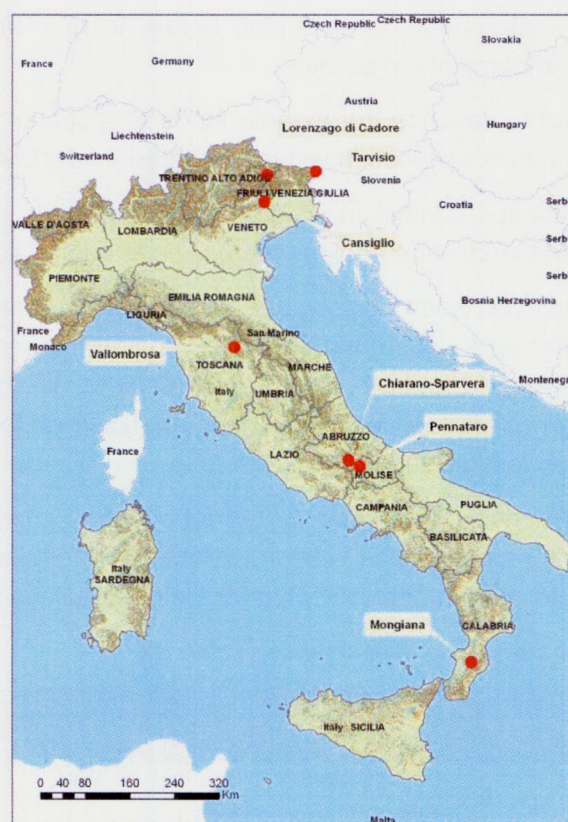 Czech Republic Czech Republic
Slovakia
France
Germany
Austria
Lorenzago di Cadore
Hungary
Liechtenstein
Tarvisio
Switzerland
TRENTINO ALTO ADIGE
Slovenia
FRIULI VENEZIA GIULIA
Croatia
VALLE D'AOSTA
LOMBARDIA
VENETO
Cansiglio
PIEMONTE
EMILIA ROMAGNA
Bosnia Herzegovina
LIGURIA
San Marino
France
Monaco
Vallombrosa
TOSCANA
MARCHE
Chiarano-Sparvera
Italy
UMBRIA
Pennataro
ABRUZZO
France
LAZIO
MOLISE
CAMPANIA
PUGLIA
BASILICATA
Italy
SARDEGNA
Mongiana
CALABRIA
Italy SICILIA
0 40 80 160 240 320
Km
Malta